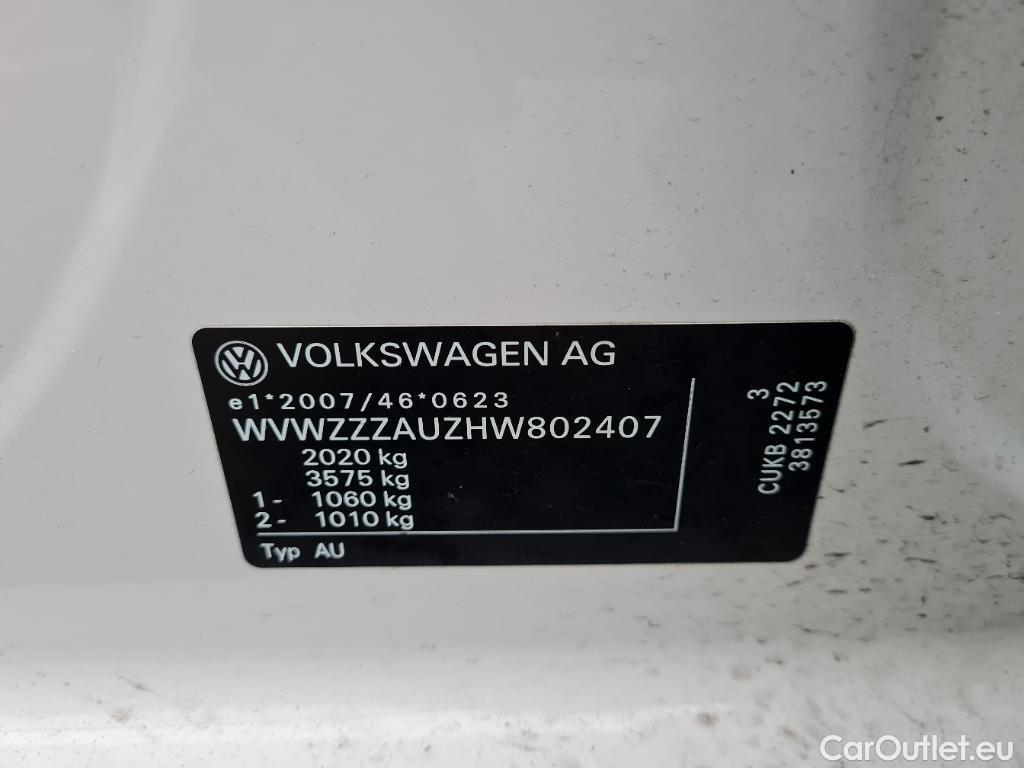 VOLKSWAGEN AG
e1*2007/46*0623
WVWZZZAUZHW802407
2020 kg
3575 kg
1- 1060 kg
2- 1010 kg
Typ AU
3
CUKB 2272
3813573
CarOutlet.eu